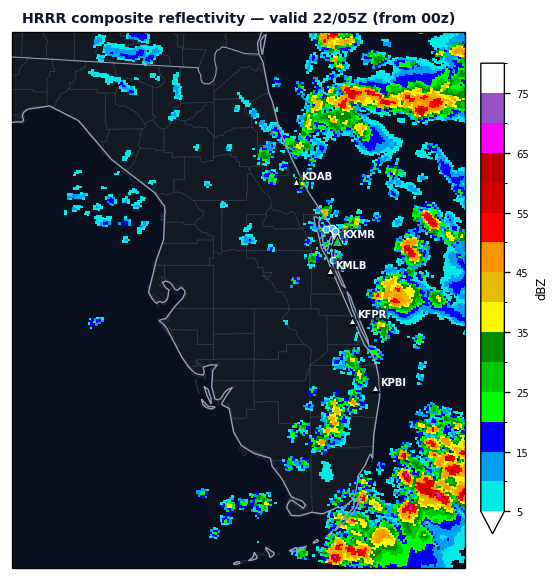 HRRR composite reflectivity — valid 22/05Z (from 00z)
KDAB
KXMR
KMLB
KFPR
KPBI
75
65
55
45
35
25
15
5
dBZ